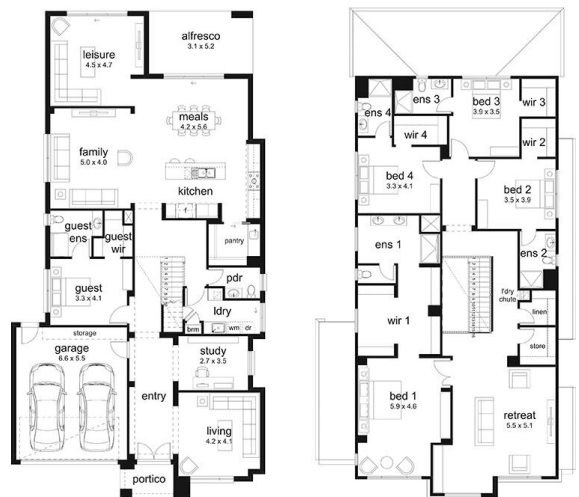 leisure
4.5 x 4.7
alfresco
3.1 x 5.2
meals
4.2 x 5.6
family
5.0 x 4.0
kitchen
f
guest
ens
guest
wir
pantry
guest
3.3 x 4.1
pdr
ldry
brm
wm dr
storage
garage
6.6 x 5.5
study
2.7 x 3.5
entry
living
4.2 x 4.1
portico
ens
3
bed 3
3.9 x 3.5
wir 3
ens
4
wir 4
wir 2
bed 4
3.3 x 4.1
bed 2
3.5 x 3.9
ens 1
ens
2
l'dry
chute
linen
wir 1
store
bed 1
5.9 x 4.6
retreat
5.5 x 5.1